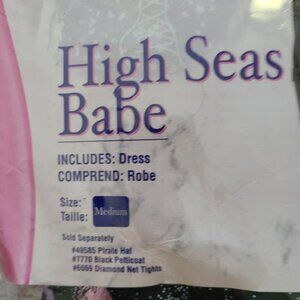 High Seas
Babe
INCLUDES: Dress
COMPREND: Robe
Size:
Taille:
Medium
Sold Separately
#49585 Pirate Hat
#7770 Black Petticoat
#6069 Diamond Net Tights